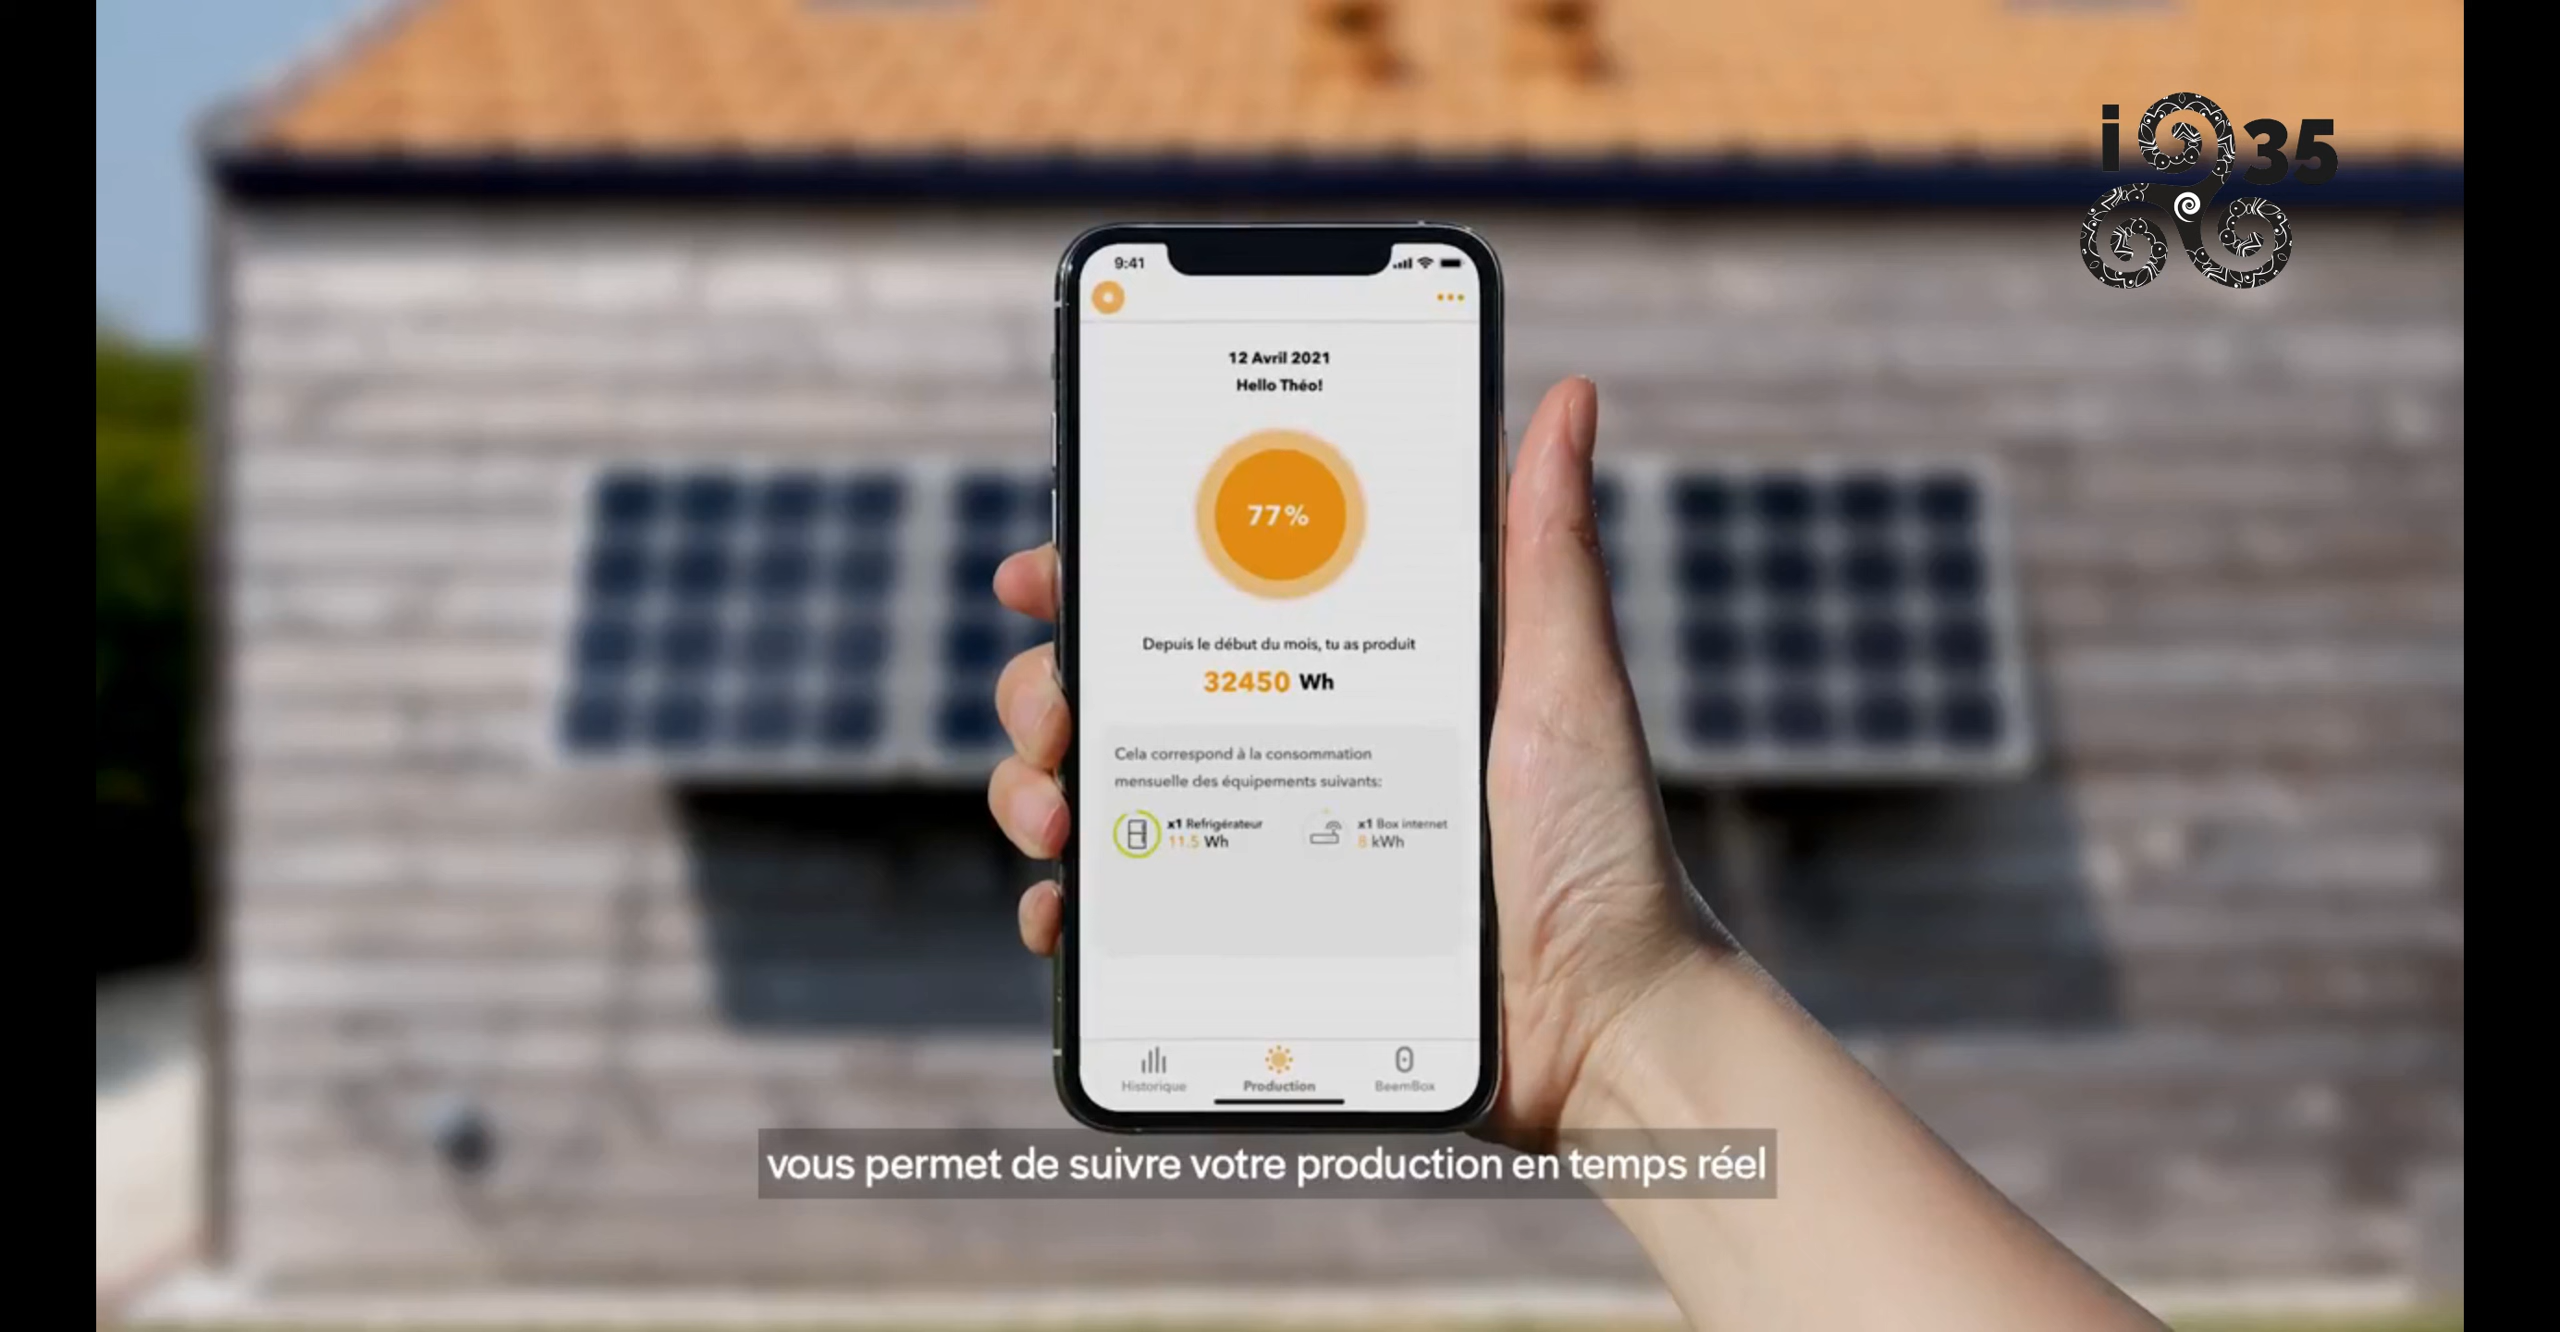 i 35
9:41
12 Avril 2021
Hello Théo!
77%
Depuis le début du mois, tu as produit
32450 Wh
Cela correspond à la consommation
mensuelle des équipements suivants:
x1 Refrigérateur
11.5 Wh
x1 Box internet
8 kWh
Historique
Production
BeemBox
vous permet de suivre votre production en temps réel